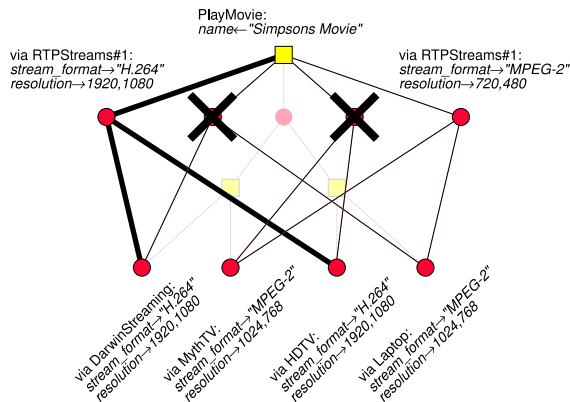 PlayMovie:
name←"Simpsons Movie"
via RTPStreams#1:
stream_format→"H.264"
resolution→1920,1080
via RTPStreams#1:
stream_format→"MPEG-2"
resolution→720,480
via DarwinStreaming:
stream_format→"H.264"
resolution→1920,1080
via MythTV:
stream_format→"MPEG-2"
resolution→1024,768
via HDTV:
stream_format→"H.264"
resolution→1920,1080
via Laptop:
stream_format→"MPEG-2"
resolution→1024,768